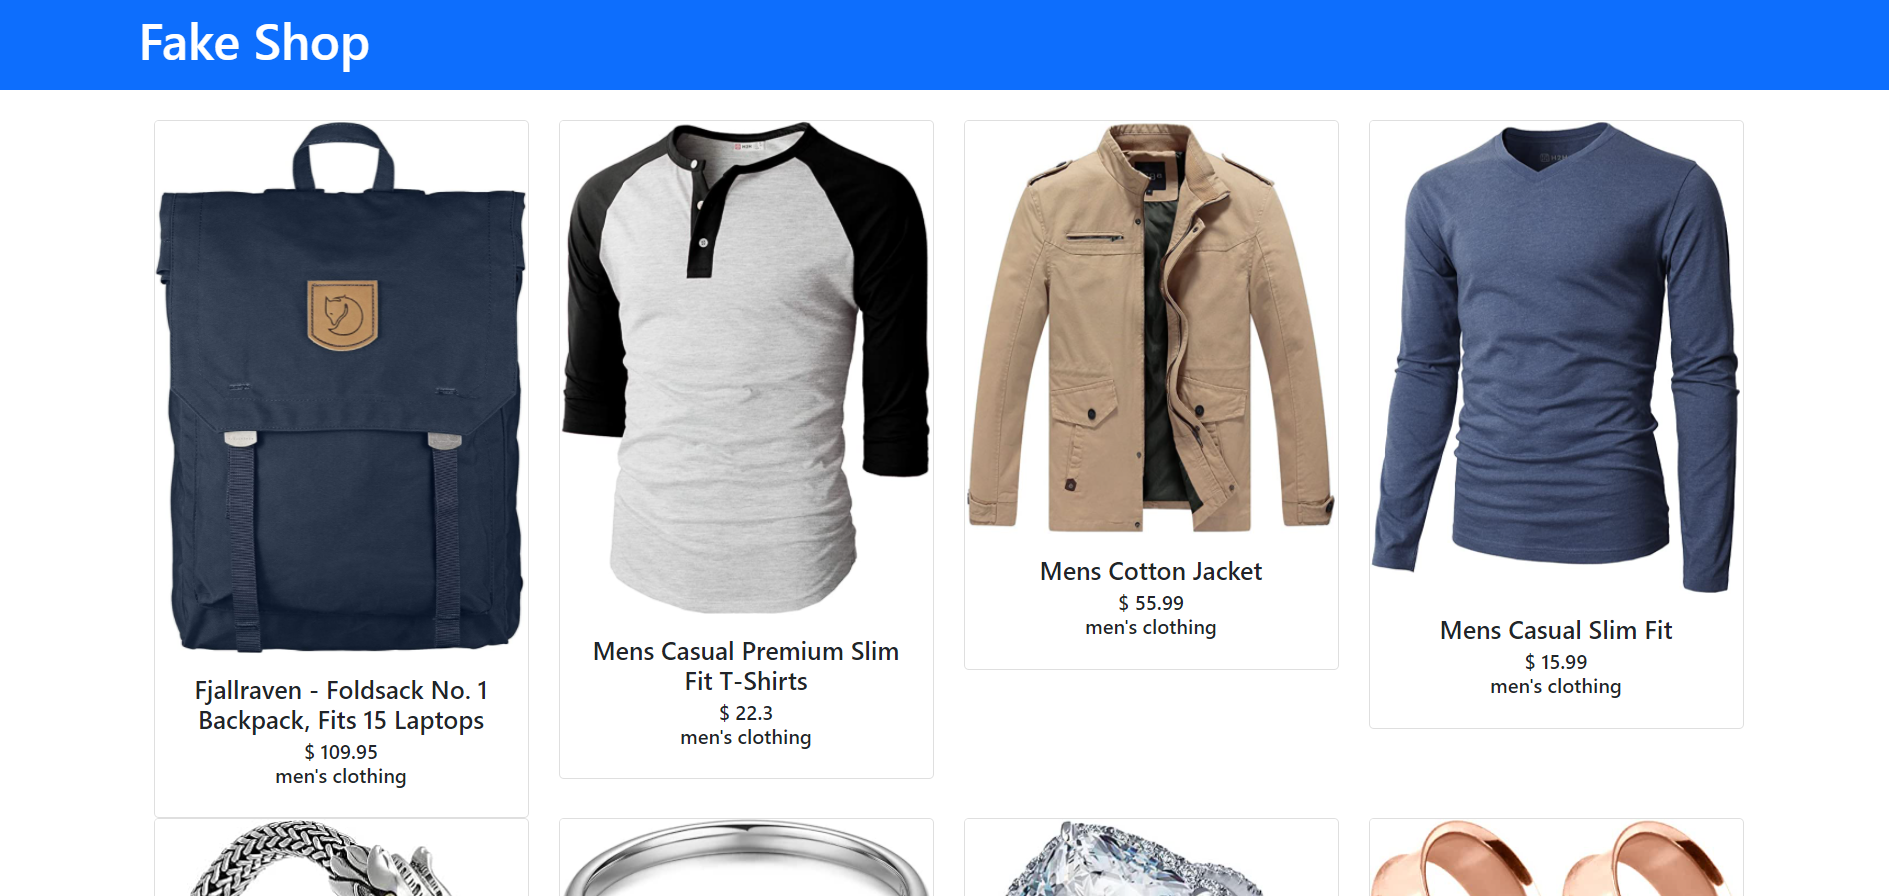 Fake Shop
Fjallraven - Foldsack No. 1
Backpack, Fits 15 Laptops
$ 109.95
men's clothing
Mens Casual Premium Slim
Fit T-Shirts
$ 22.3
men's clothing
Mens Cotton Jacket
$ 55.99
men's clothing
Mens Casual Slim Fit
$ 15.99
men's clothing